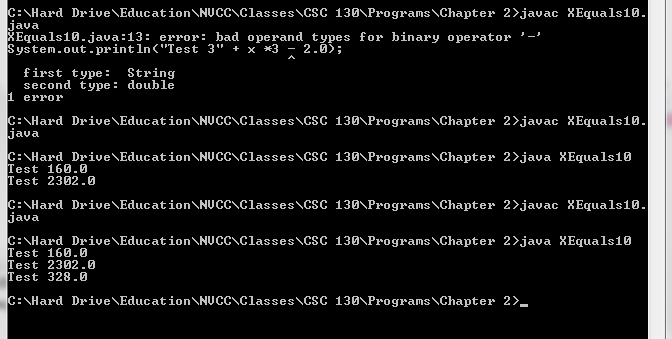 C:\Hard Drive\Education\NVCC\Classes\CSC 130\Programs\Chapter 2>javac XEquals10.
java
XEquals10.java:13: error: bad operand types for binary operator '-'
System.out.println("Test 3" + x *3 - 2.0);
^
first type:  String
second type: double
1 error
C:\Hard Drive\Education\NVCC\Classes\CSC 130\Programs\Chapter 2>javac XEquals10.
java
C:\Hard Drive\Education\NVCC\Classes\CSC 130\Programs\Chapter 2>java XEquals10
Test 160.0
Test 2302.0
C:\Hard Drive\Education\NVCC\Classes\CSC 130\Programs\Chapter 2>javac XEquals10.
java
C:\Hard Drive\Education\NVCC\Classes\CSC 130\Programs\Chapter 2>java XEquals10
Test 160.0
Test 2302.0
Test 328.0
C:\Hard Drive\Education\NVCC\Classes\CSC 130\Programs\Chapter 2>_